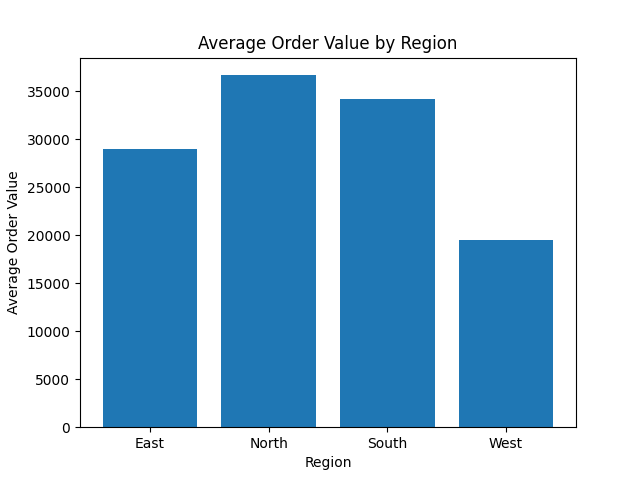 Average Order Value by Region
Average Order Value
35000
30000
25000
20000
15000
10000
5000
0
East North South West
Region